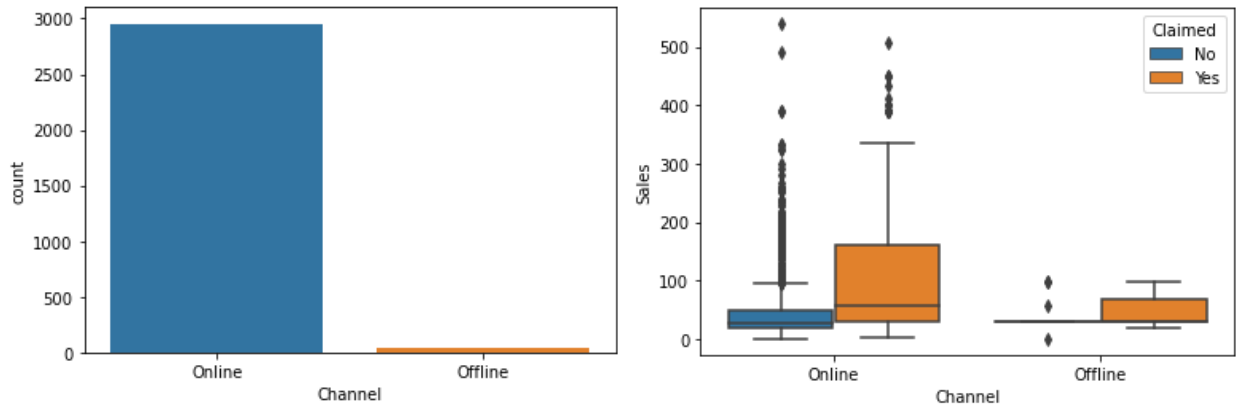 3000
2500
2000
1500
1000
500
0
count
Online
Offline
Channel
500
400
300
200
100
0
Sales
Claimed
No
Yes
Online
Offline
Channel